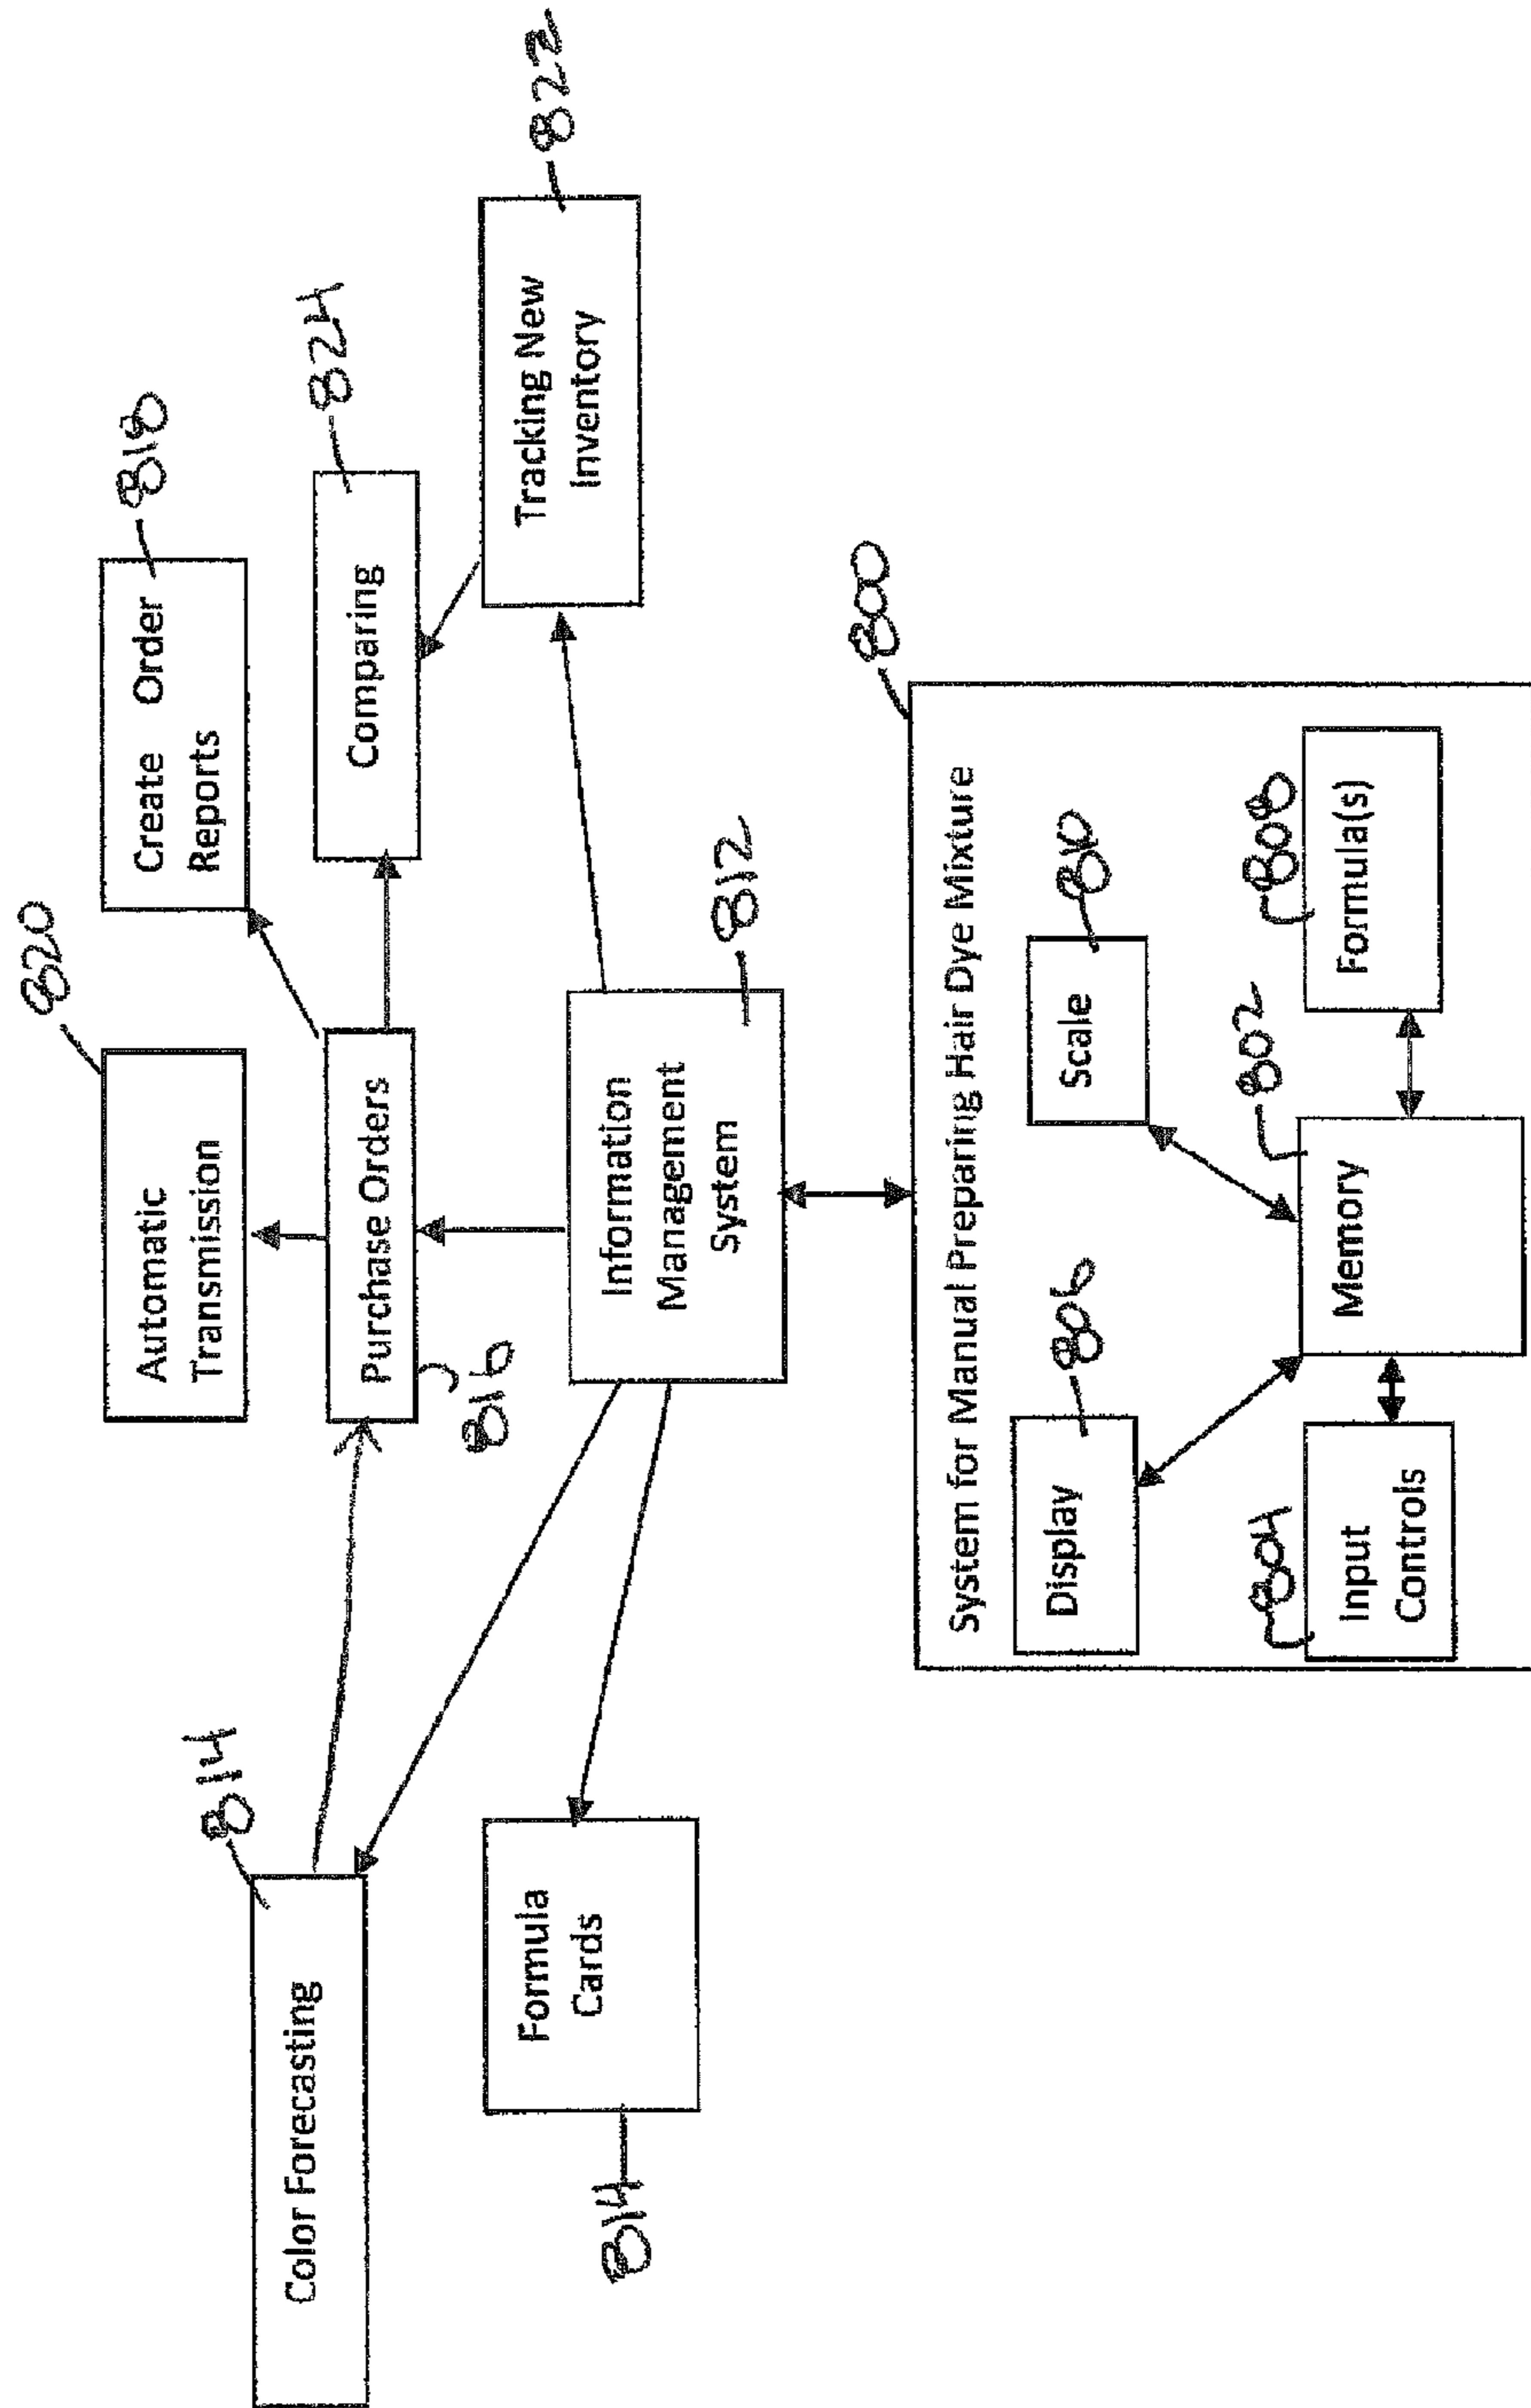 820
Automatic
Transmission
818
Create Order
Reports
814
Color Forecasting
Purchase Orders
816
824
Comparing
822
Tracking New
Inventory
Formula
Cards
814
Information
Management
System
812
800
System for Manual Preparing Hair Dye Mixture
Display
806
Scale
810
804
Input
Controls
802
Memory
808
Formula(s)